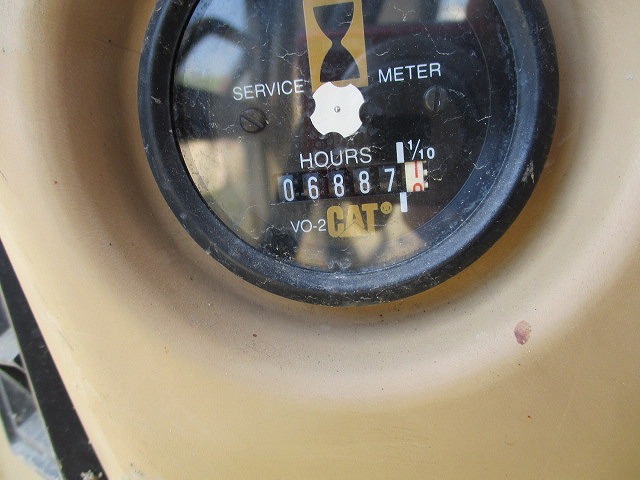 SERVICE METER
HOURS 1/10
06887
VO-2 CAT